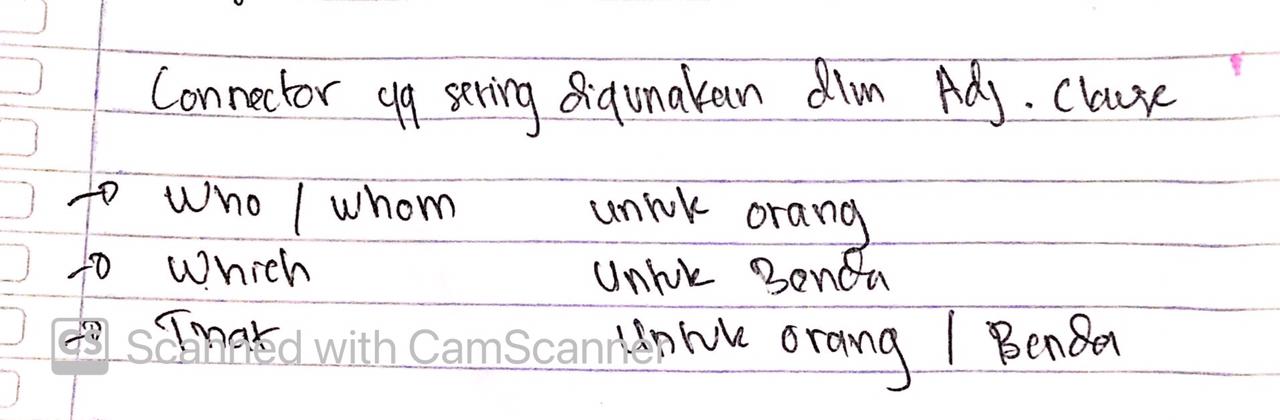 Connector yg sering digunakan dlm Adj. Clause
→ Who / whom untuk orang
→ Which untuk Benda
→ That untuk orang / Benda
CS Scanned with CamScanner